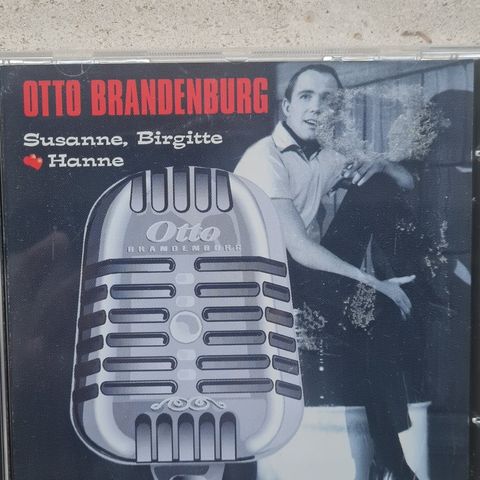 OTTO BRANDENBURG
Susanne, Birgitte
Hanne
Otto
BRANDENBURG